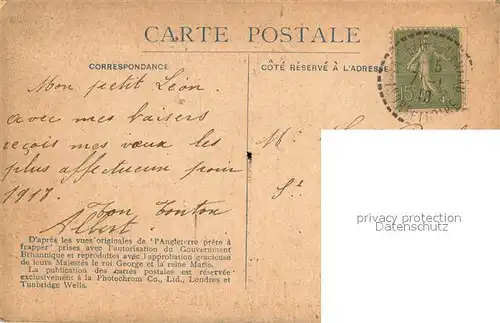 CARTE POSTALE
CORRESPONDANCE
CÔTÉ RÉSERVÉ À L'ADRESSE
Mon petit Léon.
avec mes baisers
reçois mes vœux les
plus affectueux pour
1917.
Ton Tonton
Albert
D'après les vues originales de "l'Angleterre prête à
frapper" prises avec l'autorisation du Gouvernment
Britannique et reproduites avec l'approbation gracieuse
de leurs Majestés le roi George et la reine Marie.
La publication des cartes postales est réservée
exclusivement à la Photochrom Co., Ltd., Londres et
Tunbridge Wells.
15
privacy protection
Datenschutz